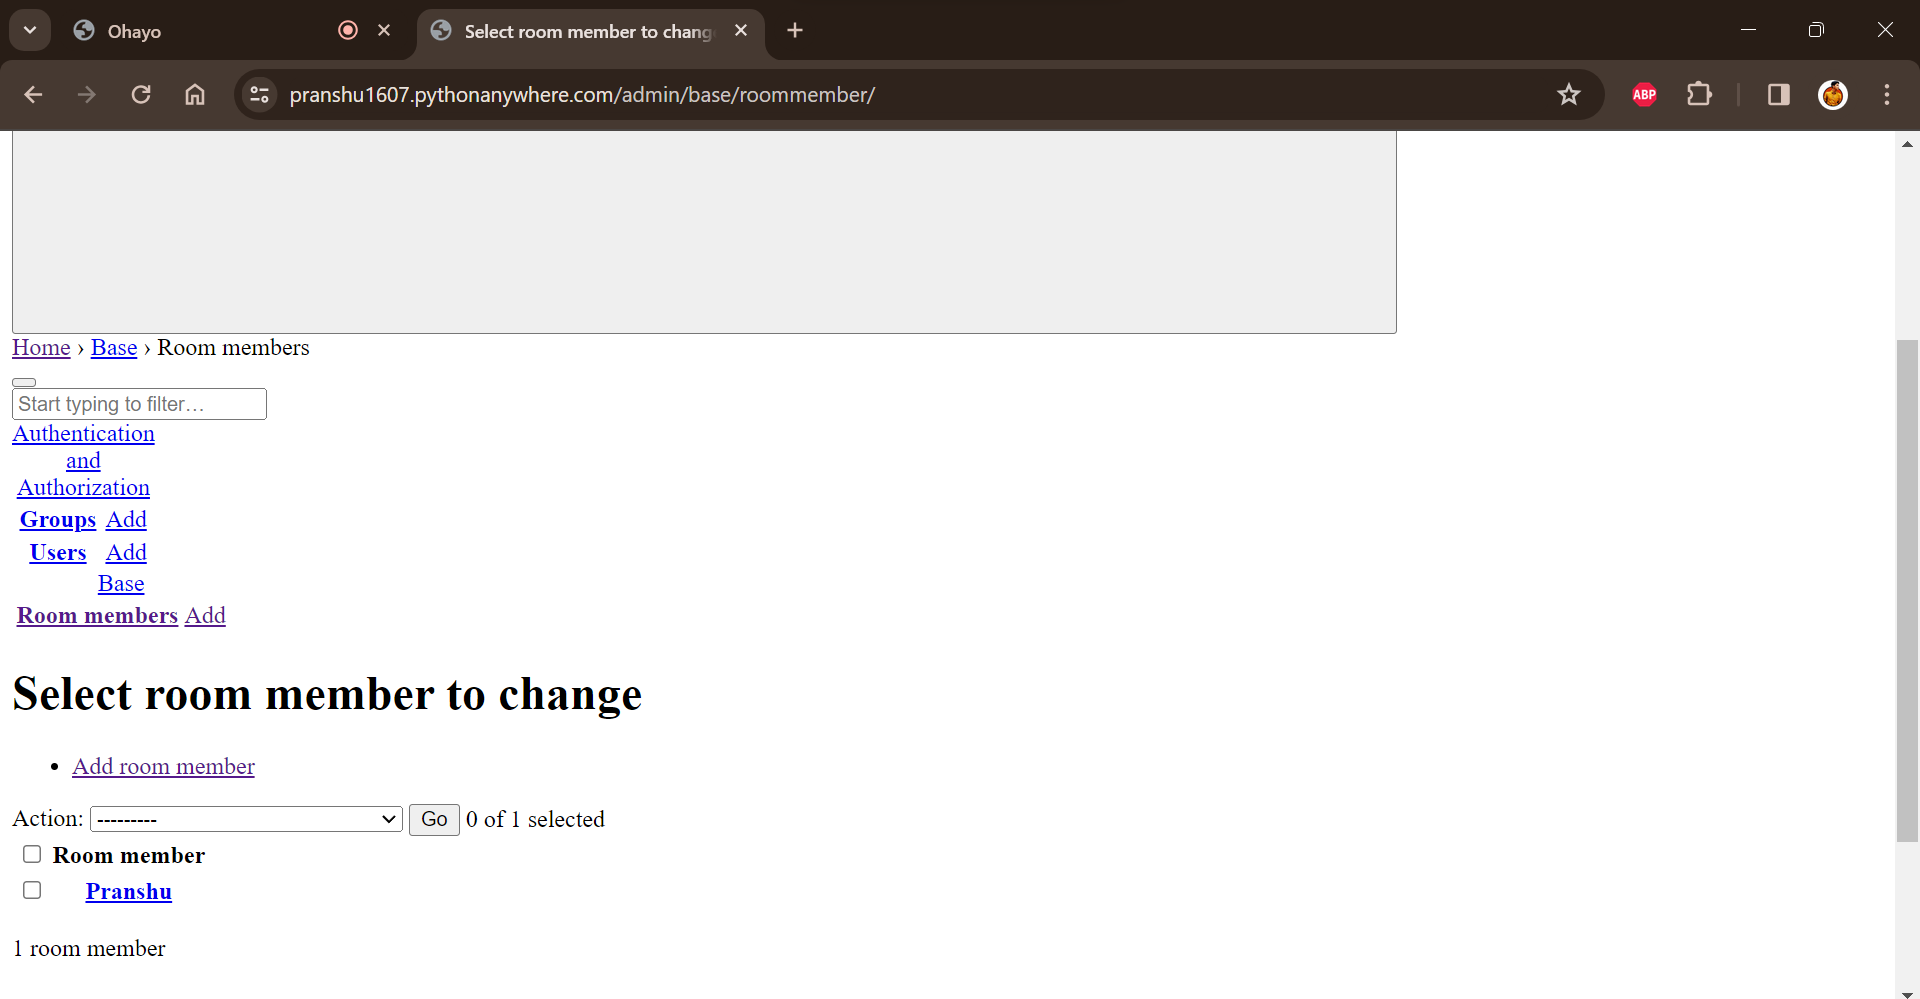 Ohayo
Select room member to chang
pranshu1607.pythonanywhere.com/admin/base/roommember/
ABP
Home › Base › Room members
Start typing to filter…
Authentication
and
Authorization
Groups Add
Users Add
Base
Room members Add
Select room member to change
• Add room member
Action: --------- Go 0 of 1 selected
Room member
Pranshu
1 room member